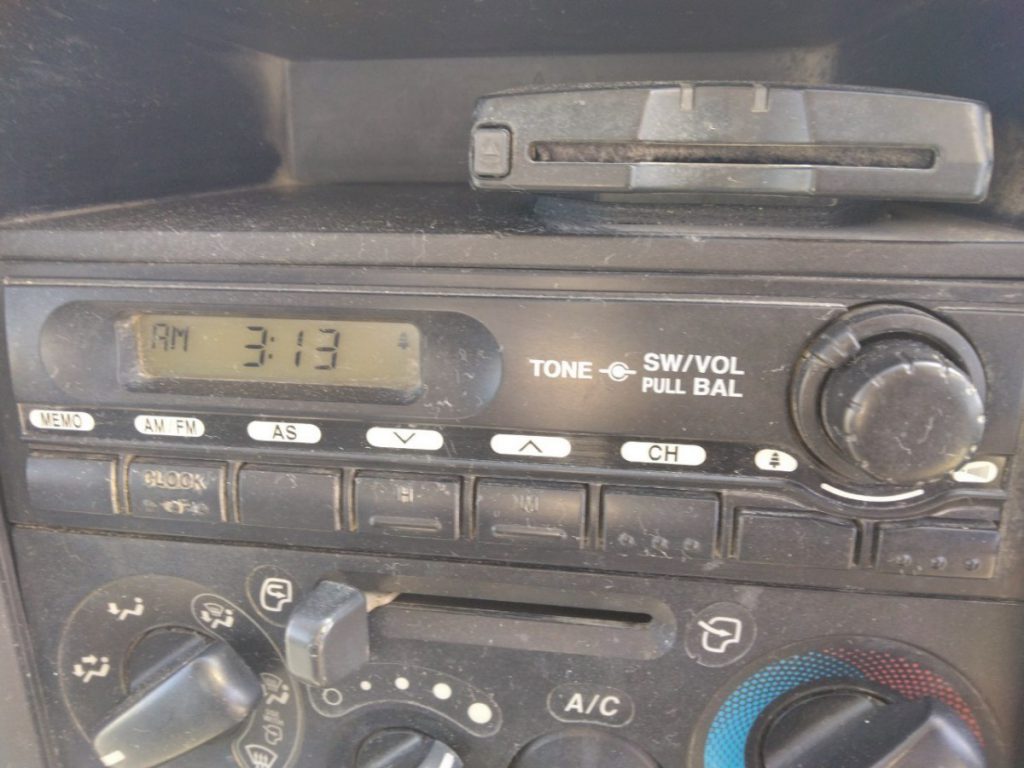 AM 3:13
TONE SW/VOL
PULL BAL
MEMO AM/FM AS CH
CLOCK
H M
A/C